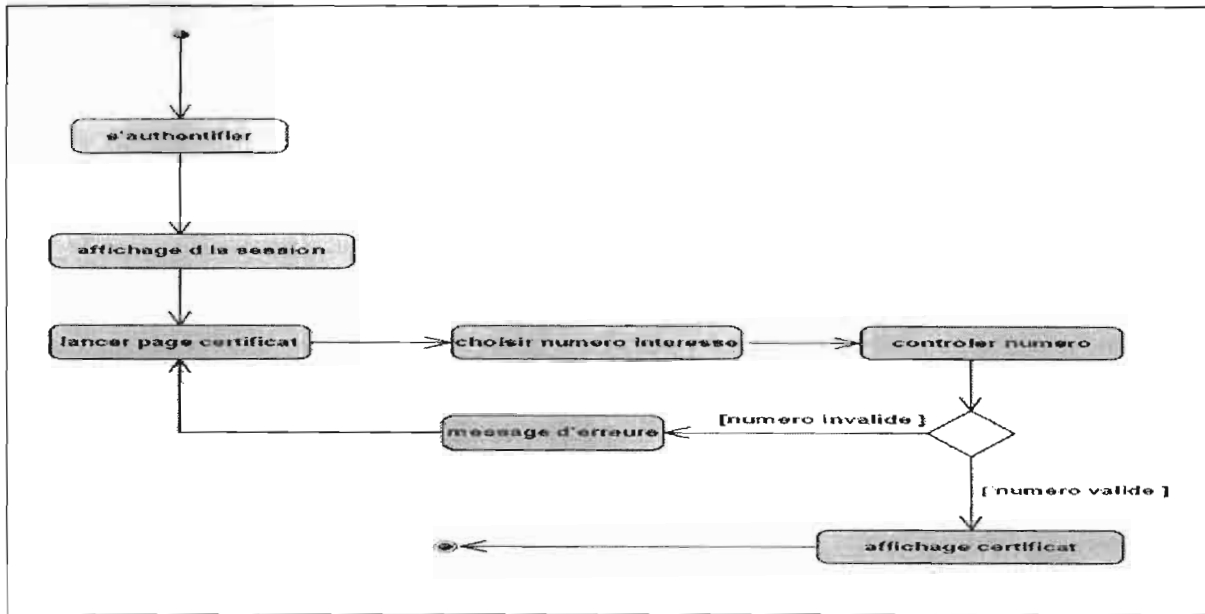 s'authontifier
affichage d la session
lancer page certificat
choisir numero interesse
controler numero
message d'erreure
[numero invalide ]
[ numero valide ]
affichage certificat